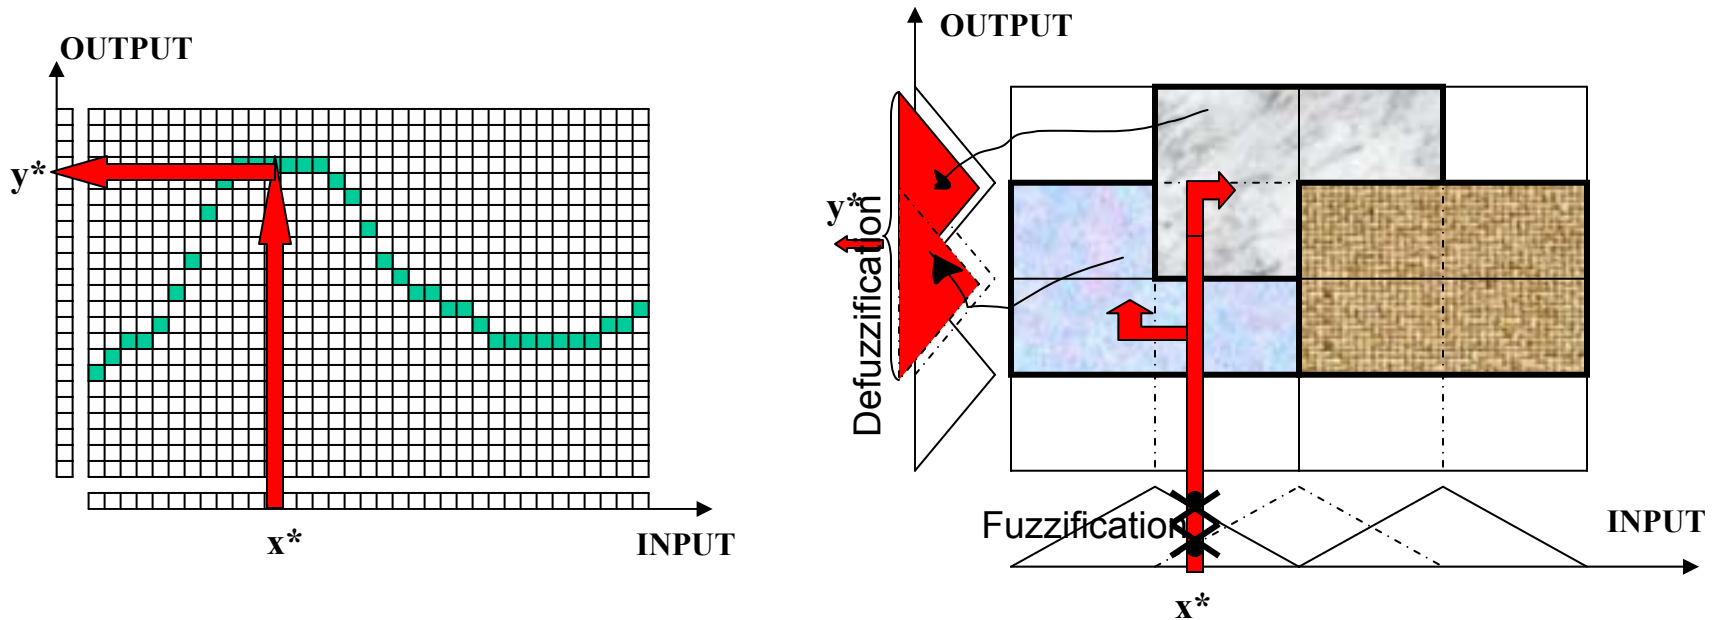 OUTPUT
y*
x*
INPUT
OUTPUT
y*
Defuzzification
Fuzzification
INPUT
x*